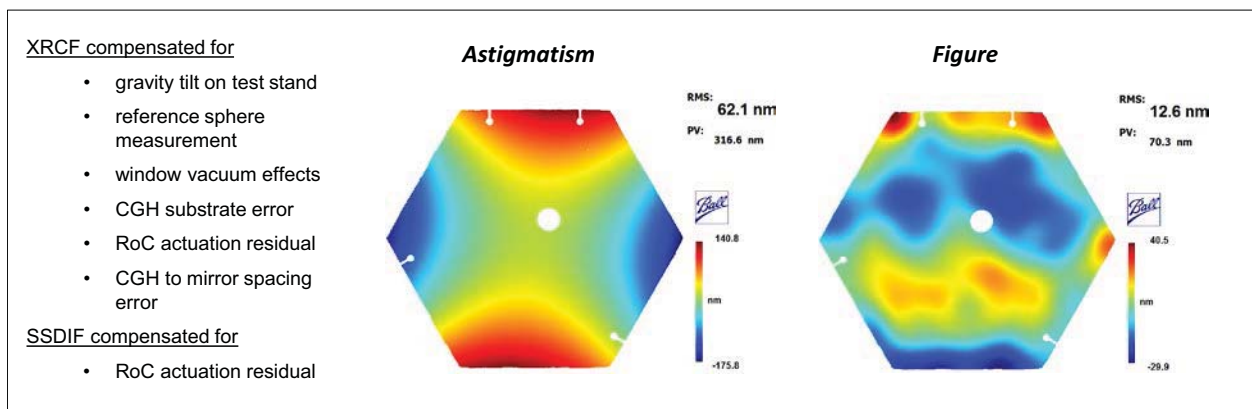 XRCF compensated for
• gravity tilt on test stand
• reference sphere
measurement
• window vacuum effects
• CGH substrate error
• RoC actuation residual
• CGH to mirror spacing
error
SSDIF compensated for
• RoC actuation residual
Astigmatism
RMS:
62.1 nm
PV:
316.6 nm
Ball
140.8
nm
-175.8
Figure
RMS:
12.6 nm
PV:
70.3 nm
Ball
40.5
nm
-29.9